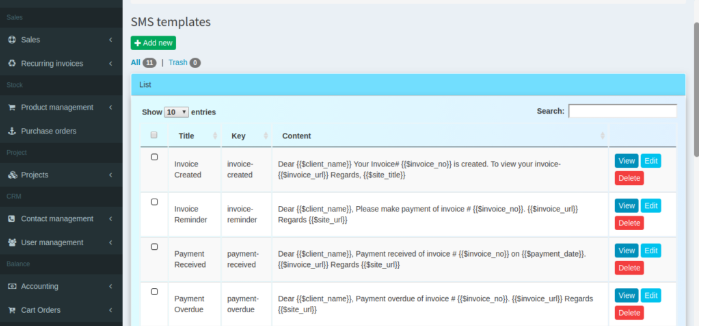 Sales
Sales
Recurring invoices
Stock
Product management
Purchase orders
Project
Projects
CRM
Contact management
User management
Balance
Accounting
Cart Orders
SMS templates
+ Add new
All 11 | Trash 0
List
Show 10 entries
Search:
Title Key Content
Invoice Created invoice-created Dear {{$client_name}} Your Invoice# {{$invoice_no}} is created. To view your invoice-
{{$invoice_url}} Regards, {{$site_title}}
View Edit
Delete
Invoice Reminder invoice-reminder Dear {{$client_name}}, Please make payment of invoice # {{$invoice_no}}. {{$invoice_url}}
Regards {{$site_url}}
View Edit
Delete
Payment Received payment-received Dear {{$client_name}}, Payment received of invoice # {{$invoice_no}} on {{$payment_date}}.
{{$invoice_url}} Regards {{$site_url}}
View Edit
Delete
Payment Overdue payment-overdue Dear {{$client_name}}, Payment overdue of invoice # {{$invoice_no}}. {{$invoice_url}} Regards
{{$site_url}}
View Edit
Delete